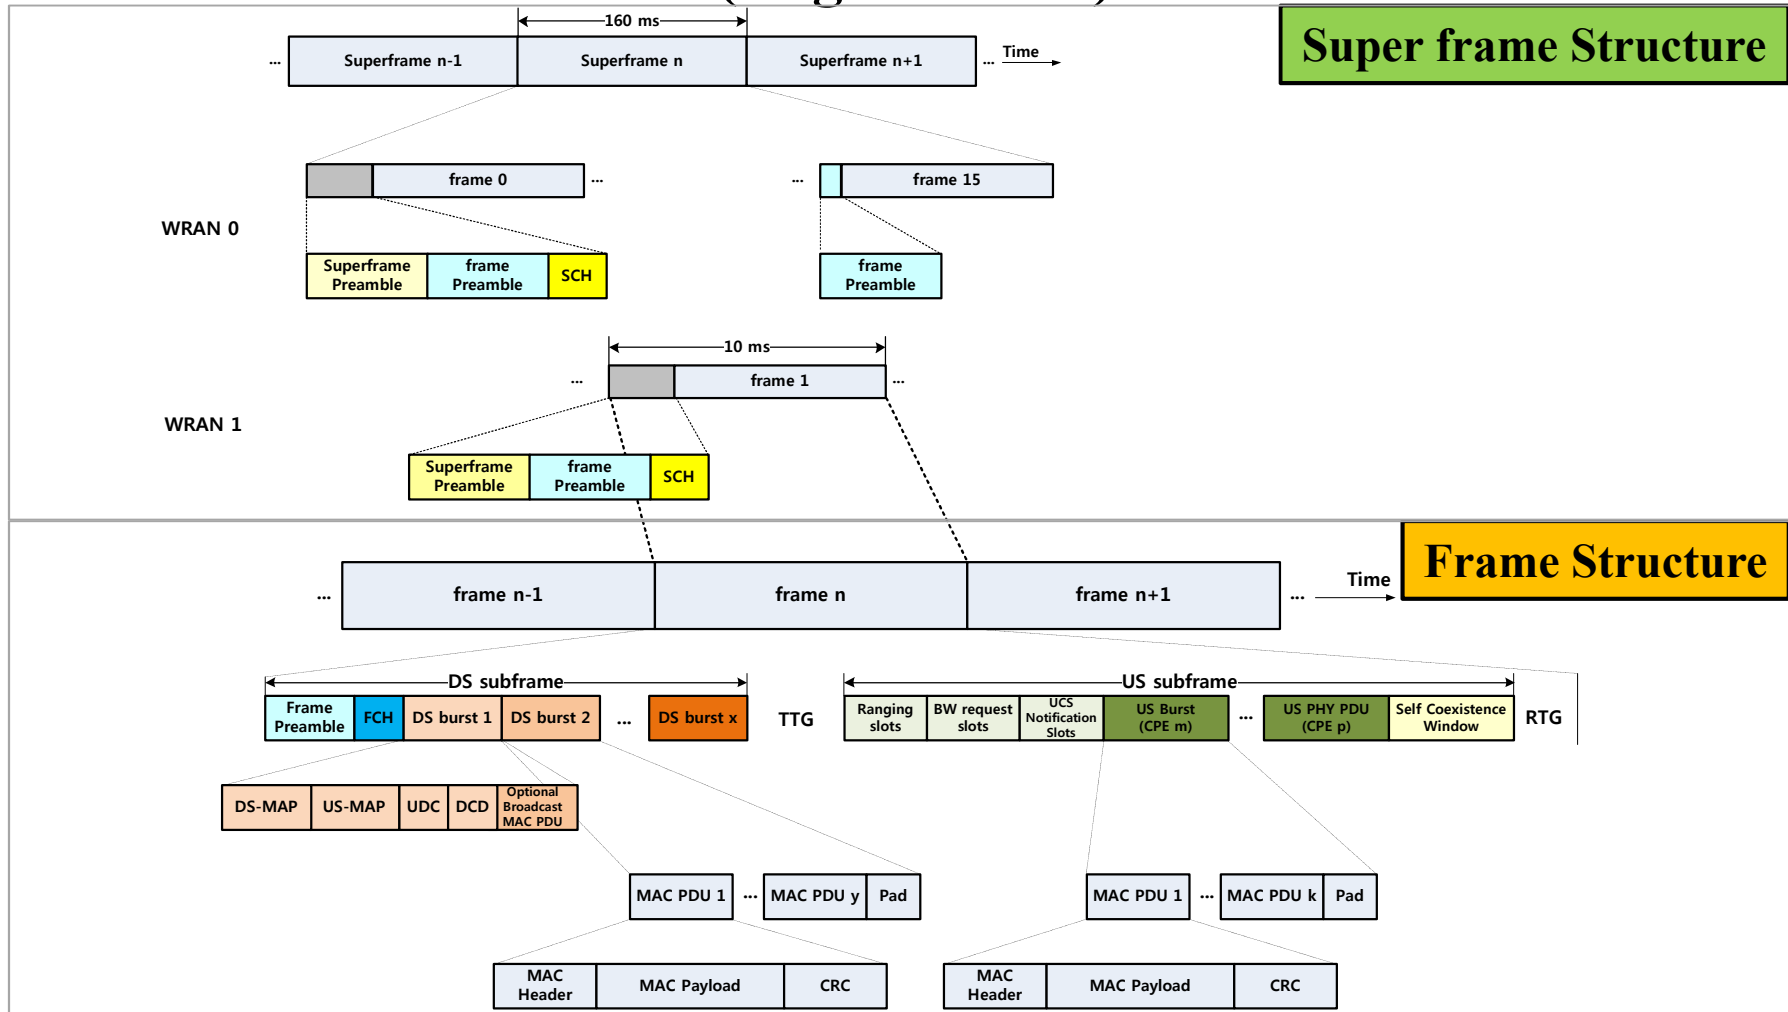 160 ms
Super frame Structure
... Superframe n-1 Superframe n Superframe n+1 ... Time
frame 0 ... ... frame 15
WRAN 0
Superframe Preamble
frame Preamble
SCH
frame Preamble
10 ms
... frame 1 ...
WRAN 1
Superframe Preamble
frame Preamble
SCH
Frame Structure
... frame n-1 frame n frame n+1 ... Time
DS subframe
US subframe
Frame Preamble
FCH
DS burst 1
DS burst 2
...
DS burst x
TTG
Ranging slots
BW request slots
UCS Notification Slots
US Burst (CPE m)
...
US PHY PDU (CPE p)
Self Coexistence Window
RTG
DS-MAP
US-MAP
UDC
DCD
Optional Broadcast MAC PDU
MAC PDU 1 ... MAC PDU y Pad
MAC PDU 1 ... MAC PDU k Pad
MAC Header
MAC Payload
CRC
MAC Header
MAC Payload
CRC